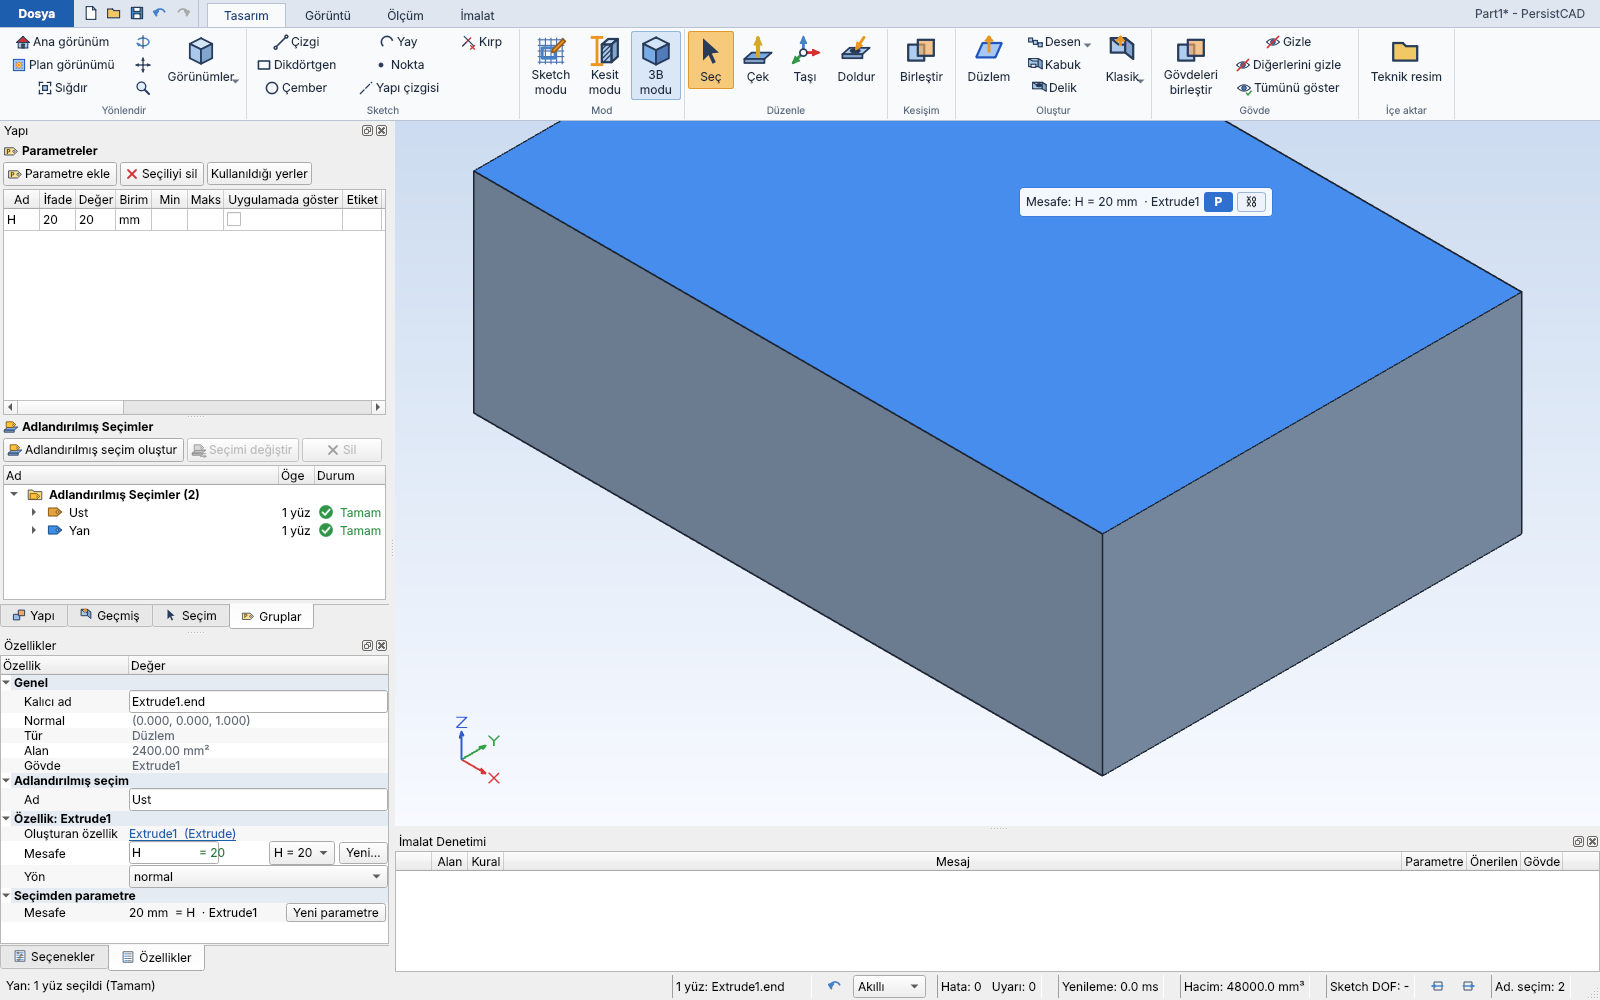 Dosya
Tasarım
Görüntü
Ölçüm
İmalat
Part1* - PersistCAD
Ana görünüm
Plan görünümü
Sığdır
Görünümler
Yönlendir
Çizgi
Dikdörtgen
Çember
Yay
Nokta
Yapı çizgisi
Kırp
Sketch
Sketch modu
Kesit modu
3B modu
Mod
Seç
Çek
Taşı
Doldur
Düzenle
Birleştir
Kesişim
Düzlem
Desen
Kabuk
Delik
Klasik
Oluştur
Gövdeleri birleştir
Gizle
Diğerlerini gizle
Tümünü göster
Gövde
Teknik resim
İçe aktar
Yapı
Parametreler
Parametre ekle
Seçiliyi sil
Kullanıldığı yerler
Ad İfade Değer Birim Min Maks Uygulamada göster Etiket
H 20 20 mm
Adlandırılmış Seçimler
Adlandırılmış seçim oluştur
Seçimi değiştir
Sil
Ad Öge Durum
Adlandırılmış Seçimler (2)
Ust 1 yüz Tamam
Yan 1 yüz Tamam
Yapı
Geçmiş
Seçim
Gruplar
Özellikler
Özellik Değer
Genel
Kalıcı ad Extrude1.end
Normal (0.000, 0.000, 1.000)
Tür Düzlem
Alan 2400.00 mm²
Gövde Extrude1
Adlandırılmış seçim
Ad Ust
Özellik: Extrude1
Oluşturan özellik Extrude1 (Extrude)
Mesafe H = 20 H = 20 Yeni...
Yön normal
Seçimden parametre
Mesafe 20 mm = H · Extrude1 Yeni parametre
Seçenekler
Özellikler
Mesafe: H = 20 mm · Extrude1 P
Z
Y
X
İmalat Denetimi
Alan Kural Mesaj Parametre Önerilen Gövde
Yan: 1 yüz seçildi (Tamam)
1 yüz: Extrude1.end
Akıllı
Hata: 0 Uyarı: 0
Yenileme: 0.0 ms
Hacim: 48000.0 mm³
Sketch DOF: -
Ad. seçim: 2